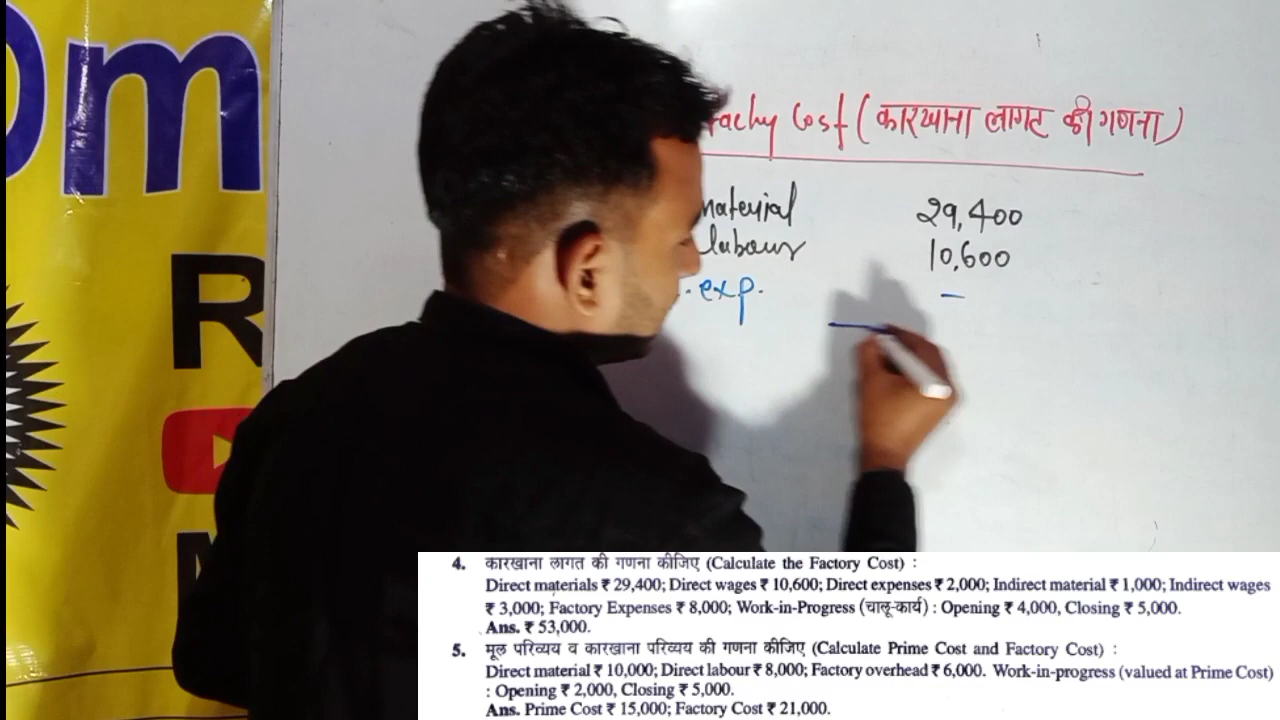 om
R
M
Cost (कारखाना लागत की गणना)
material 29,400
labour 10,600
exp. –
4. कारखाना लागत की गणना कीजिए (Calculate the Factory Cost) :
Direct materials ₹ 29,400; Direct wages ₹ 10,600; Direct expenses ₹ 2,000; Indirect material ₹ 1,000; Indirect wages
₹ 3,000; Factory Expenses ₹ 8,000; Work-in-Progress (चालू-कार्य) : Opening ₹ 4,000, Closing ₹ 5,000.
Ans. ₹ 53,000.
5. मूल परिव्यय व कारखाना परिव्यय की गणना कीजिए (Calculate Prime Cost and Factory Cost) :
Direct material ₹ 10,000; Direct labour ₹ 8,000; Factory overhead ₹ 6,000. Work-in-progress (valued at Prime Cost)
: Opening ₹ 2,000, Closing ₹ 5,000.
Ans. Prime Cost ₹ 15,000; Factory Cost ₹ 21,000.